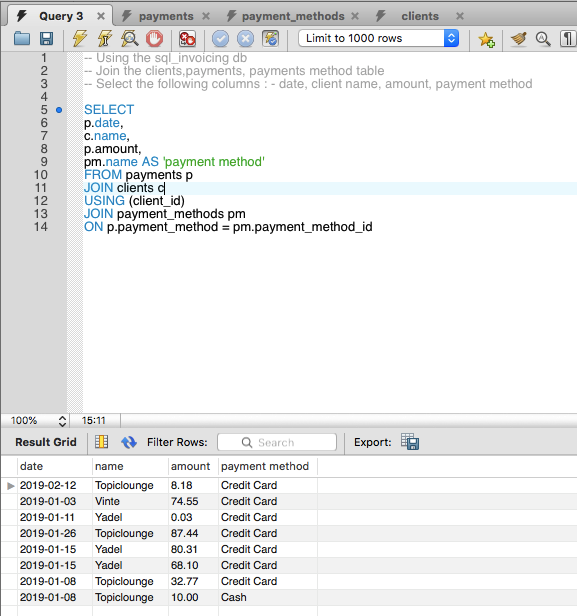 Query 3 payments payment_methods clients
Limit to 1000 rows
1 -- Using the sql_invoicing db
2 -- Join the clients,payments, payments method table
3 -- Select the following columns : - date, client name, amount, payment method
4
5 SELECT
6 p.date,
7 c.name,
8 p.amount,
9 pm.name AS 'payment method'
10 FROM payments p
11 JOIN clients c
12 USING (client_id)
13 JOIN payment_methods pm
14 ON p.payment_method = pm.payment_method_id
100% 15:11
Result Grid Filter Rows: Search Export:
date name amount payment method
2019-02-12 Topiclounge 8.18 Credit Card
2019-01-03 Vinte 74.55 Credit Card
2019-01-11 Yadel 0.03 Credit Card
2019-01-26 Topiclounge 87.44 Credit Card
2019-01-15 Yadel 80.31 Credit Card
2019-01-15 Yadel 68.10 Credit Card
2019-01-08 Topiclounge 32.77 Credit Card
2019-01-08 Topiclounge 10.00 Cash